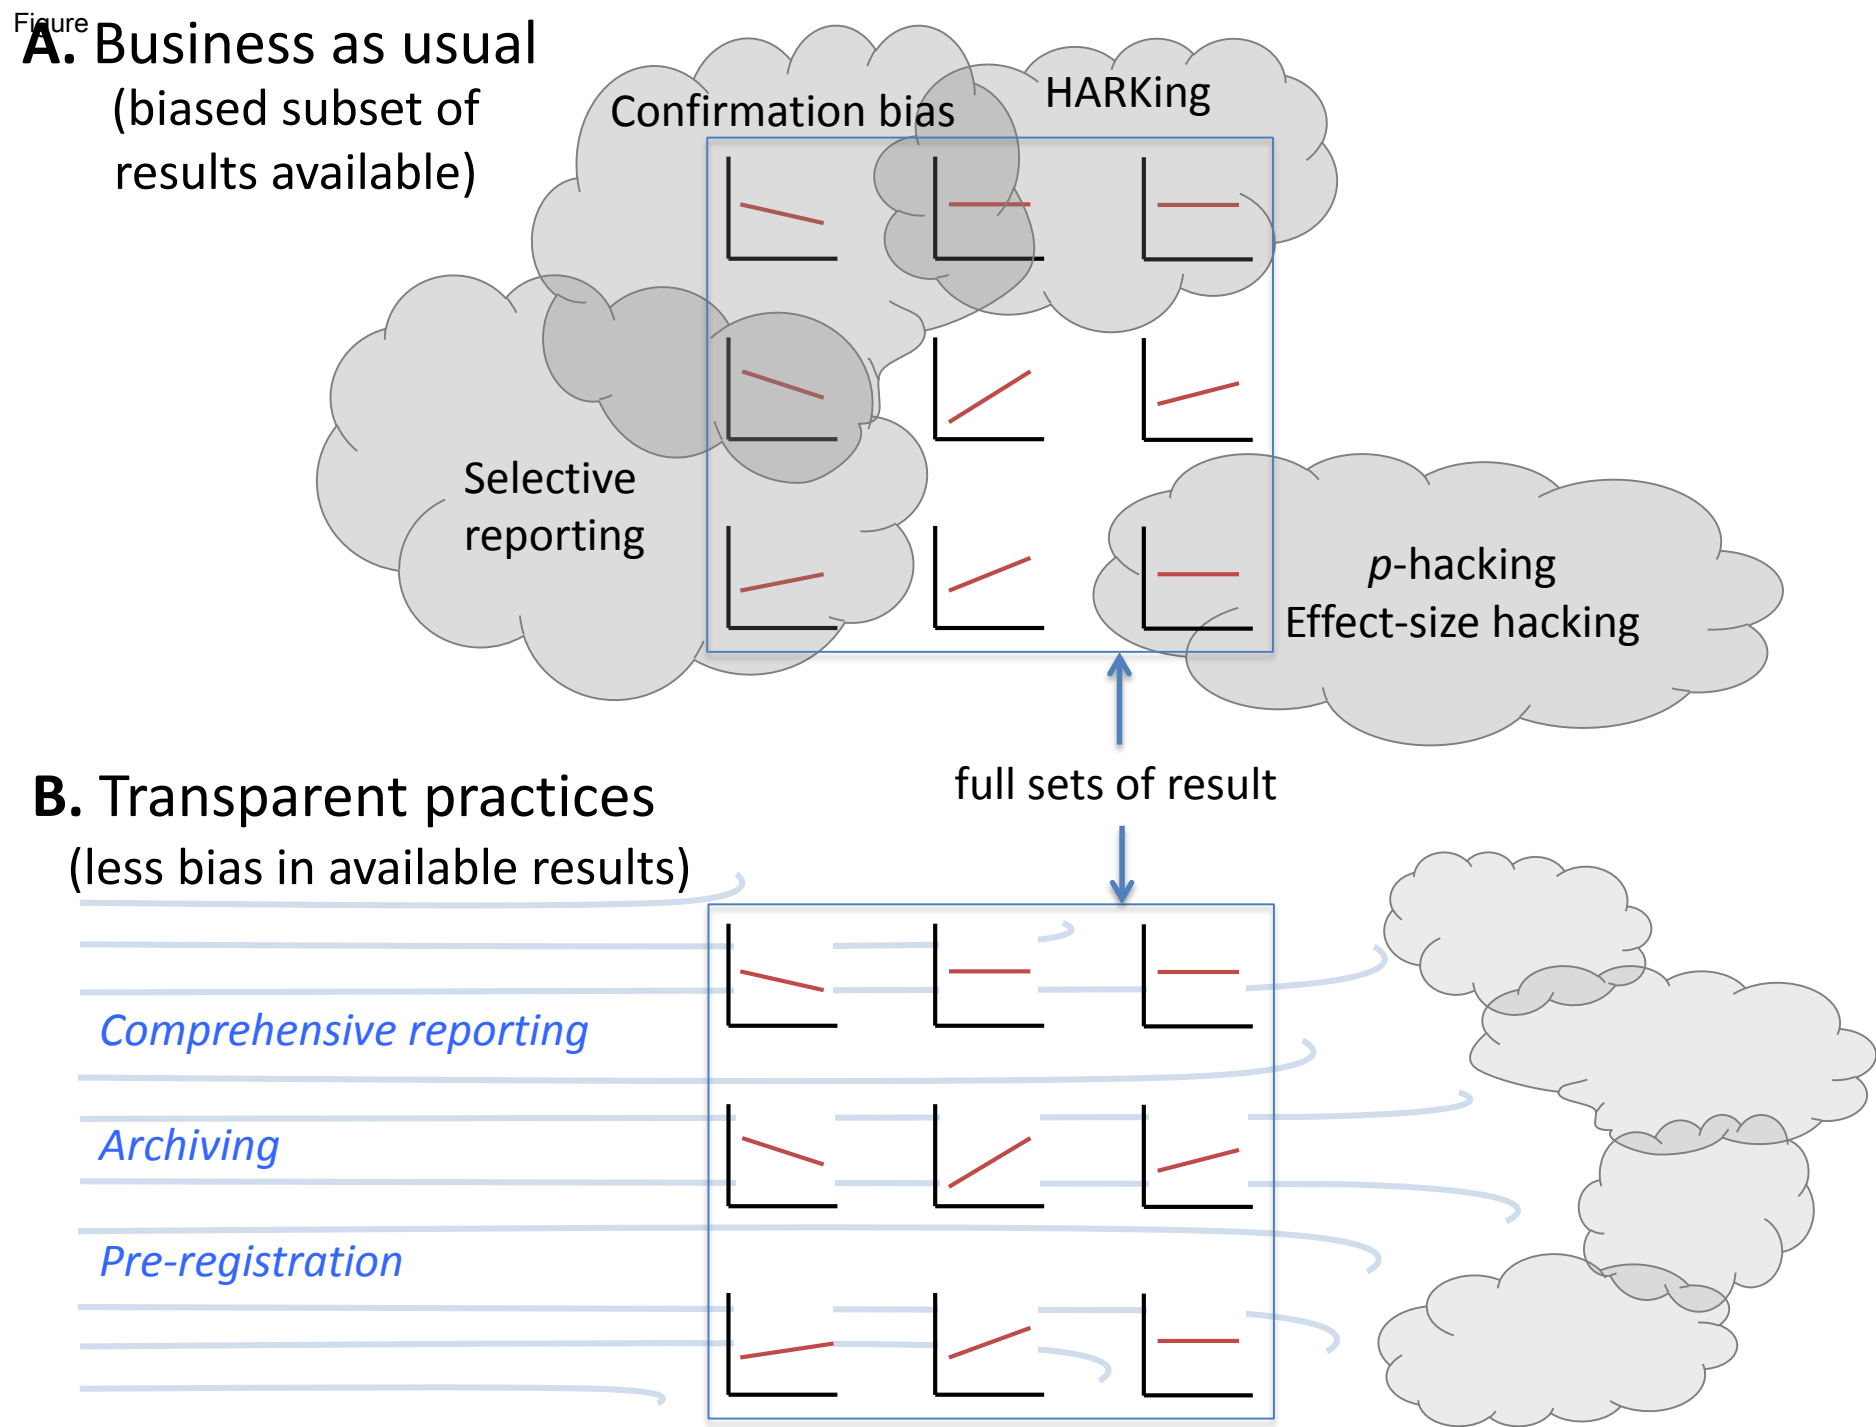 Figure
A. Business as usual
(biased subset of
results available)
Confirmation bias
HARKing
Selective
reporting
p-hacking
Effect-size hacking
full sets of result
B. Transparent practices
(less bias in available results)
Comprehensive reporting
Archiving
Pre-registration